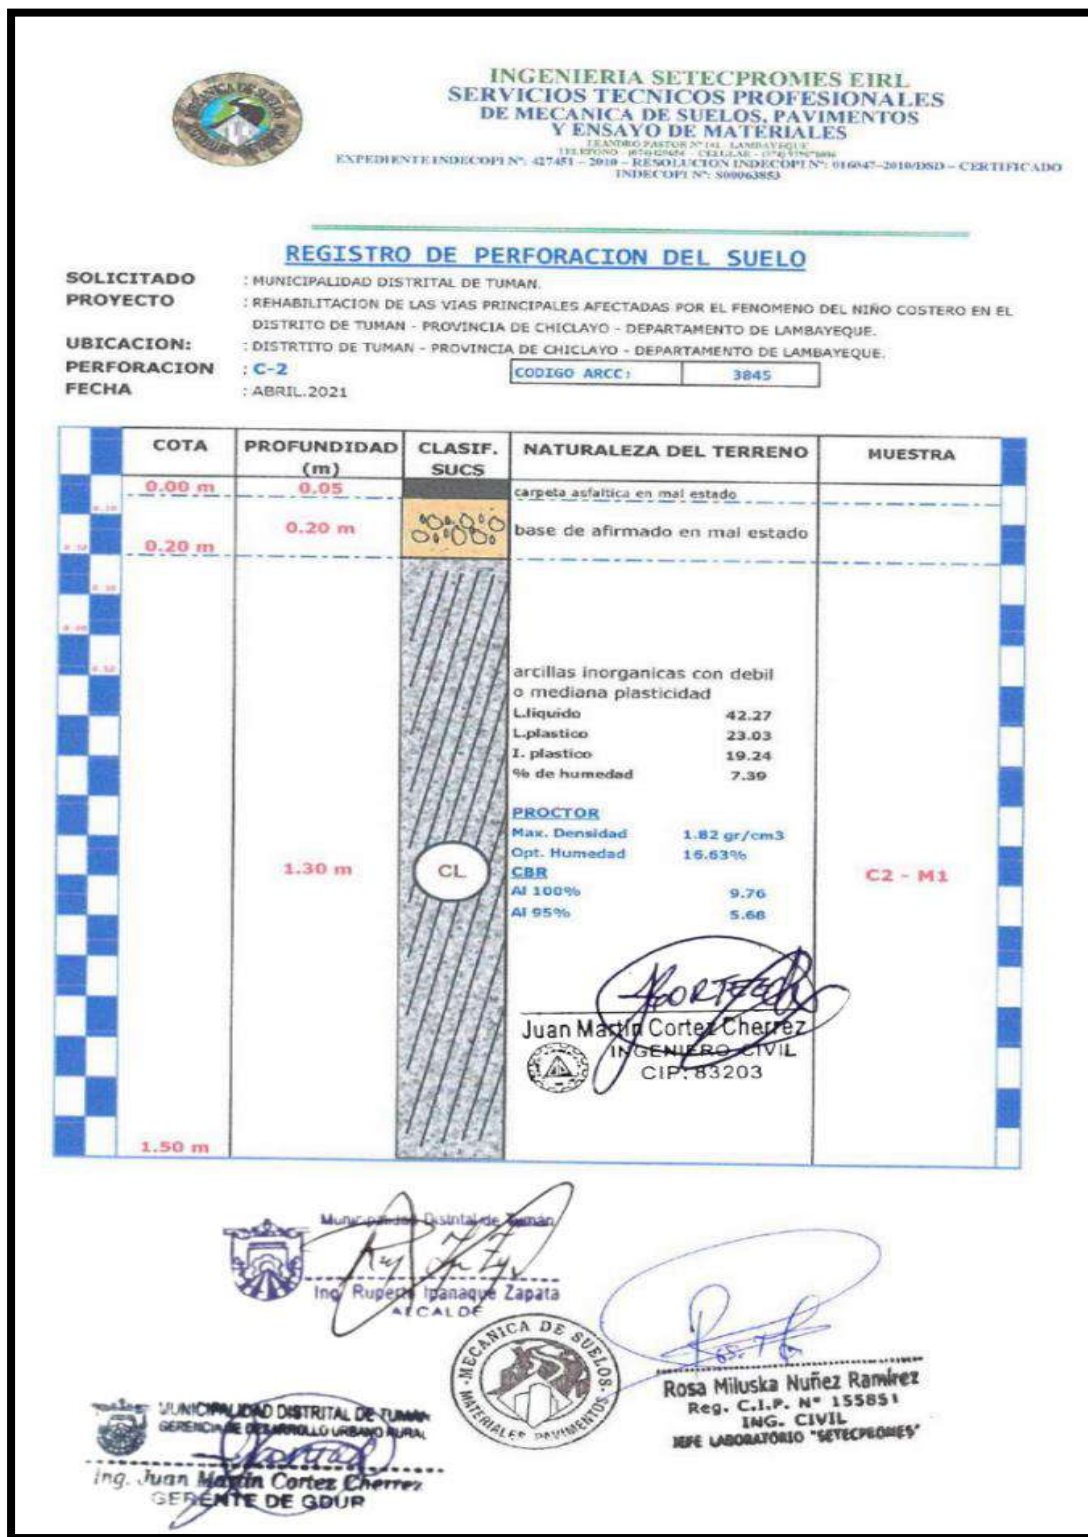 INGENIERIA SETECPROMES EIRL
SERVICIOS TECNICOS PROFESIONALES
DE MECANICA DE SUELOS, PAVIMENTOS
Y ENSAYO DE MATERIALES
LEANDRO PASTOR N° 141 - LAMBAYEQUE
EXPEDIENTE INDECOPI N°: 427451 - 2010 - RESOLUCION INDECOPI N°: 016047-2010/DSD - CERTIFICADO
INDECOPI N°: S00063853
REGISTRO DE PERFORACION DEL SUELO
SOLICITADO : MUNICIPALIDAD DISTRITAL DE TUMAN.
PROYECTO : REHABILITACION DE LAS VIAS PRINCIPALES AFECTADAS POR EL FENOMENO DEL NIÑO COSTERO EN EL
DISTRITO DE TUMAN - PROVINCIA DE CHICLAYO - DEPARTAMENTO DE LAMBAYEQUE.
UBICACION: : DISTRTITO DE TUMAN - PROVINCIA DE CHICLAYO - DEPARTAMENTO DE LAMBAYEQUE.
PERFORACION : C-2 CODIGO ARCC: 3845
FECHA : ABRIL.2021
COTA PROFUNDIDAD (m) CLASIF. SUCS NATURALEZA DEL TERRENO MUESTRA
0.00 m 0.05 carpeta asfaltica en mal estado
0.20 m base de afirmado en mal estado
0.20 m
arcillas inorganicas con debil
o mediana plasticidad
L.liquido 42.27
L.plastico 23.03
I. plastico 19.24
% de humedad 7.39
PROCTOR
Max. Densidad 1.82 gr/cm3
Opt. Humedad 16.63%
1.30 m CL CBR C2 - M1
Al 100% 9.76
Al 95% 5.68
Juan Martín Cortez Cherrez
INGENIERO CIVIL
CIP: 83203
1.50 m
Municipalidad Distrital de Tumán
Ing. Ruperto Ipanaque Zapata
ALCALDE
MECANICA DE SUELOS
MATERIALES PAVIMENTOS
Rosa Miluska Nuñez Ramírez
Reg. C.I.P. N° 155851
ING. CIVIL
JEFE LABORATORIO "SETECPROMES"
MUNICIPALIDAD DISTRITAL DE TUMAN
GERENCIA DE DESARROLLO URBANO RURAL
Ing. Juan Martin Cortez Cherrez
GERENTE DE GDUR